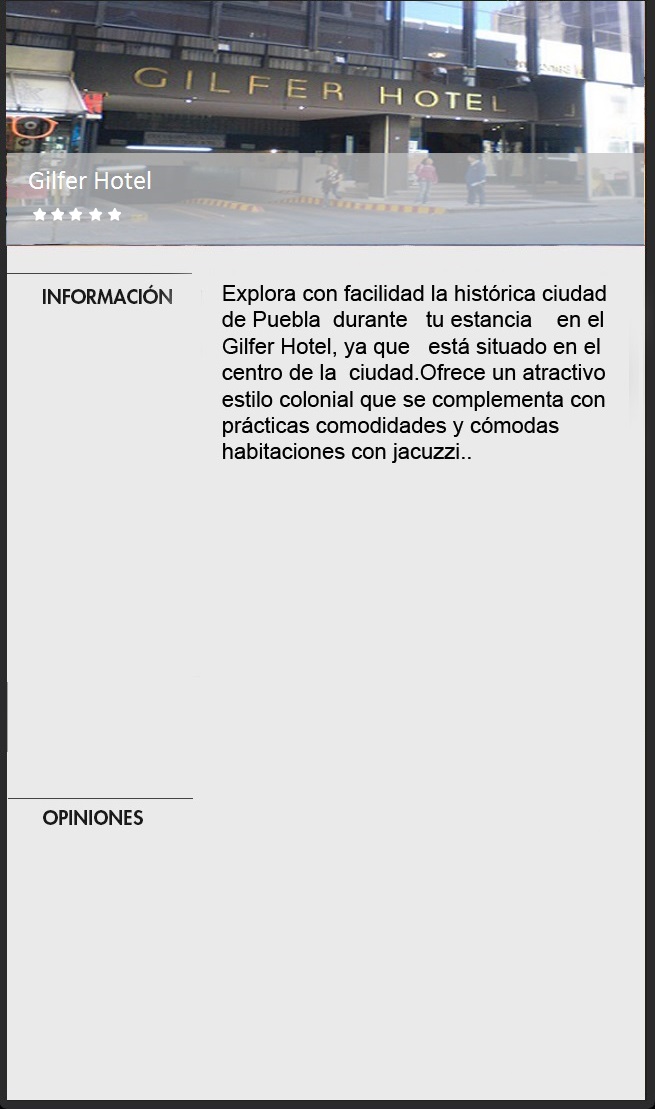 GILFER HOTEL
Gilfer Hotel
INFORMACIÓN
Explora con facilidad la histórica ciudad
de Puebla durante tu estancia en el
Gilfer Hotel, ya que está situado en el
centro de la ciudad.Ofrece un atractivo
estilo colonial que se complementa con
prácticas comodidades y cómodas
habitaciones con jacuzzi..
OPINIONES